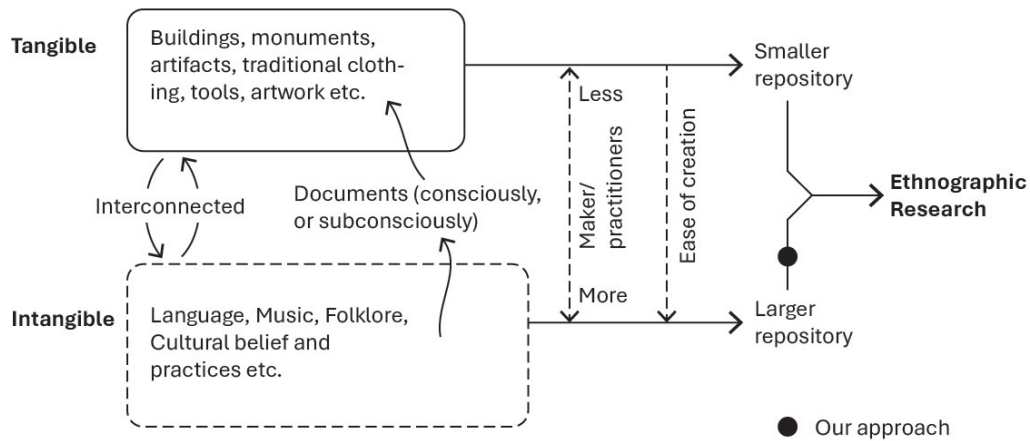 Tangible
Buildings, monuments,
artifacts, traditional cloth-
ing, tools, artwork etc.
Smaller
repository
Less
Maker/
practitioners
Ease of creation
More
Interconnected
Documents (consciously,
or subconsciously)
Ethnographic
Research
Intangible
Language, Music, Folklore,
Cultural belief and
practices etc.
Larger
repository
Our approach